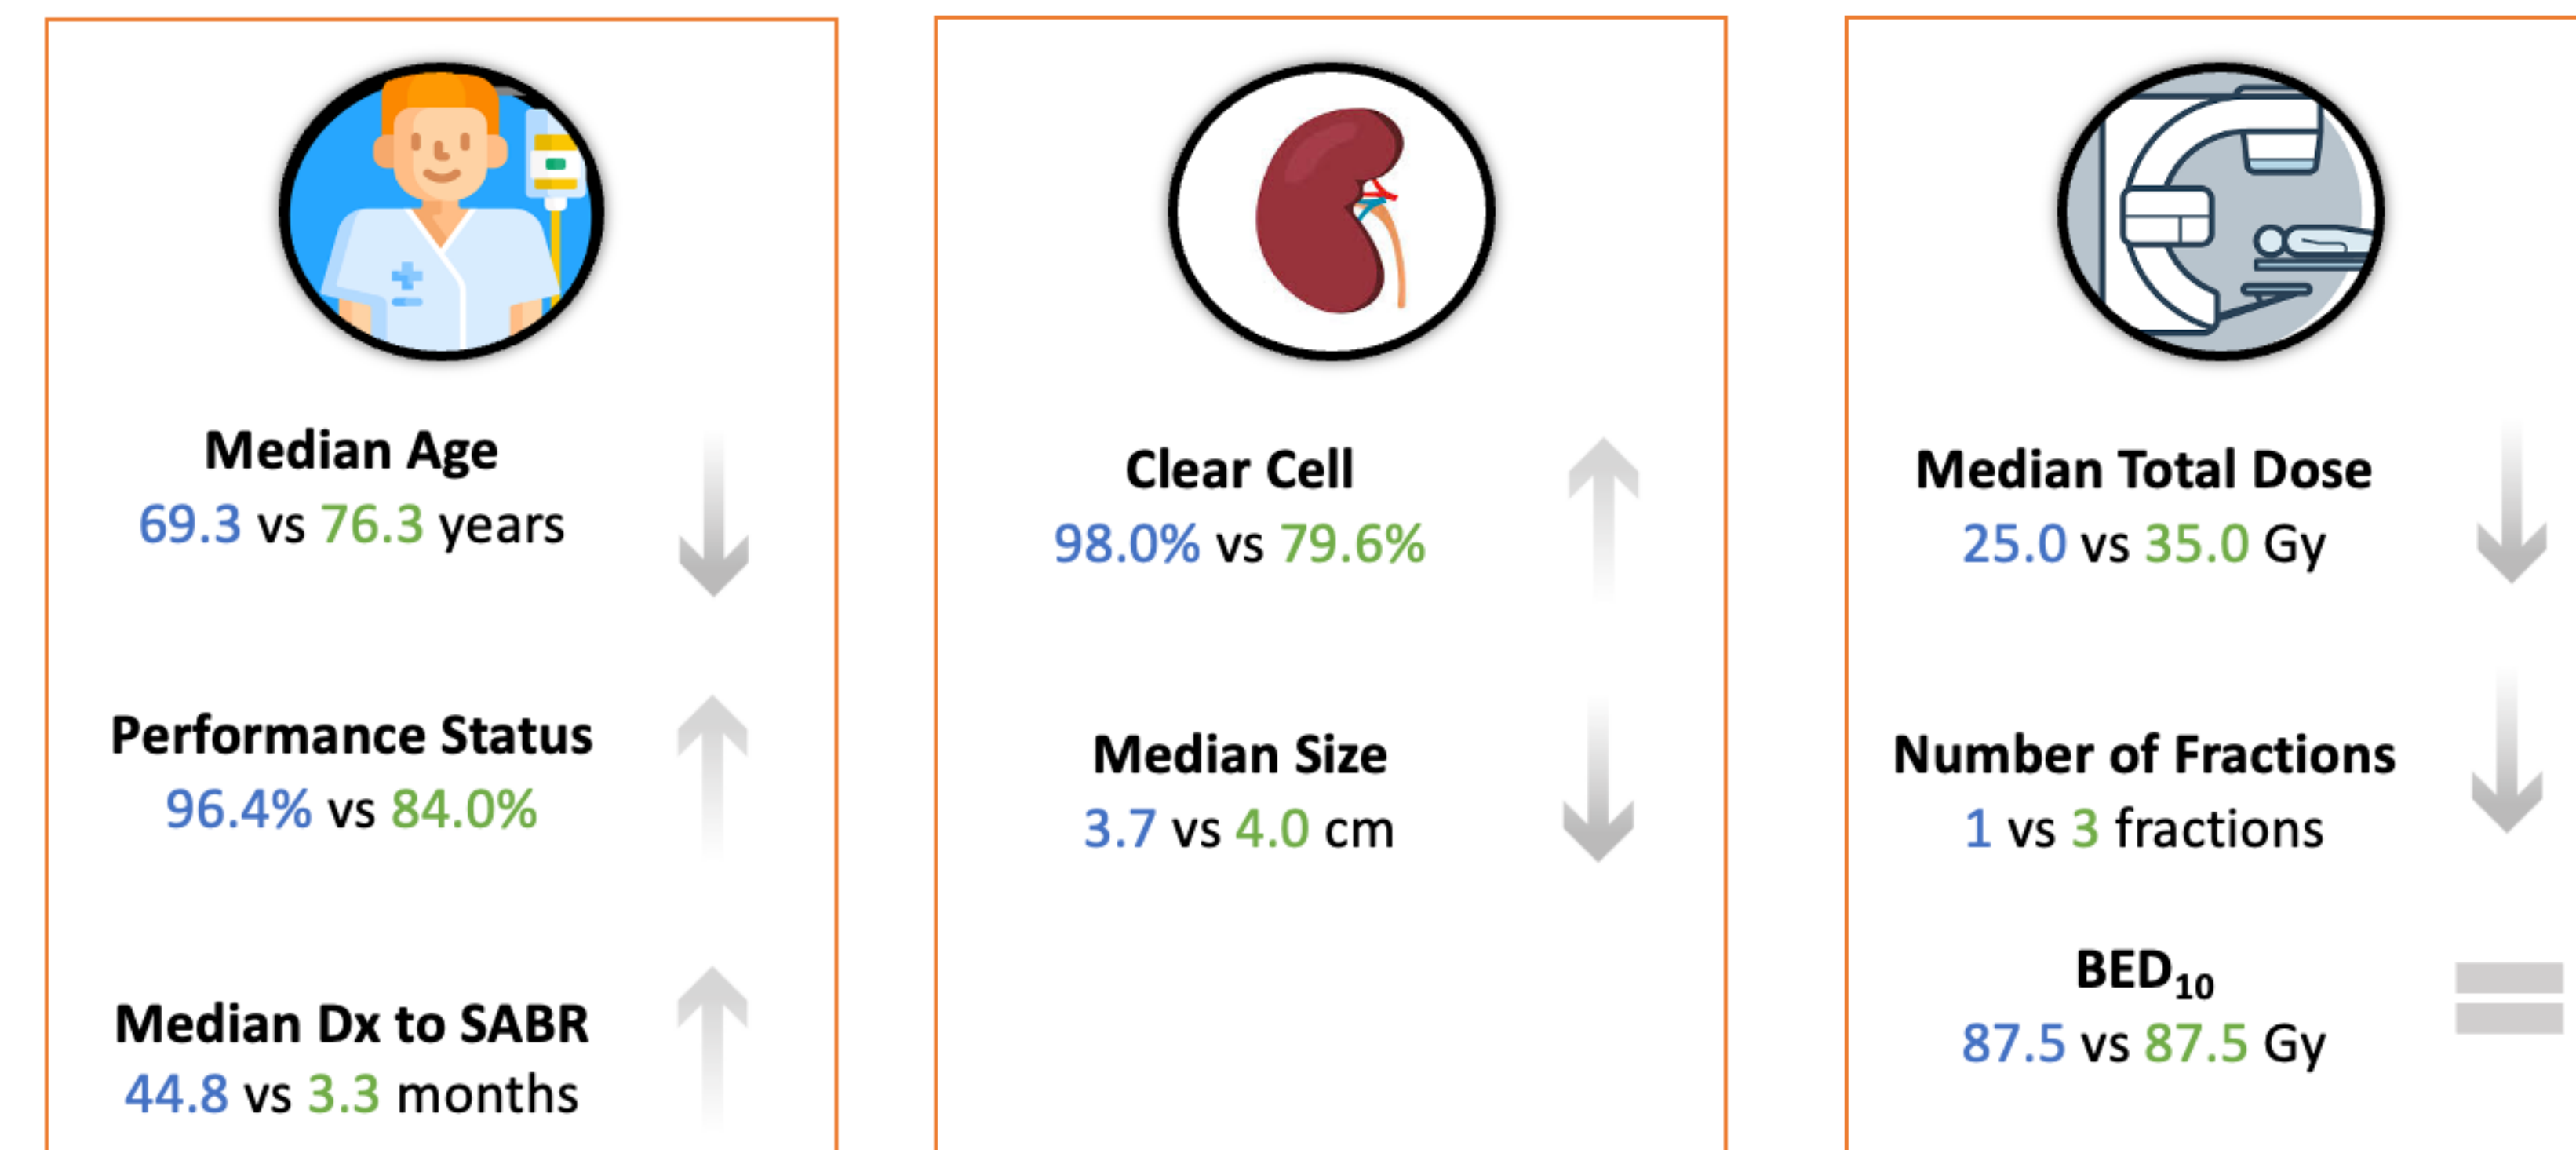 Median Age
69.3 vs 76.3 years
Performance Status
96.4% vs 84.0%
Median Dx to SABR
44.8 vs 3.3 months
Clear Cell
98.0% vs 79.6%
Median Size
3.7 vs 4.0 cm
Median Total Dose
25.0 vs 35.0 Gy
Number of Fractions
1 vs 3 fractions
BED10
87.5 vs 87.5 Gy